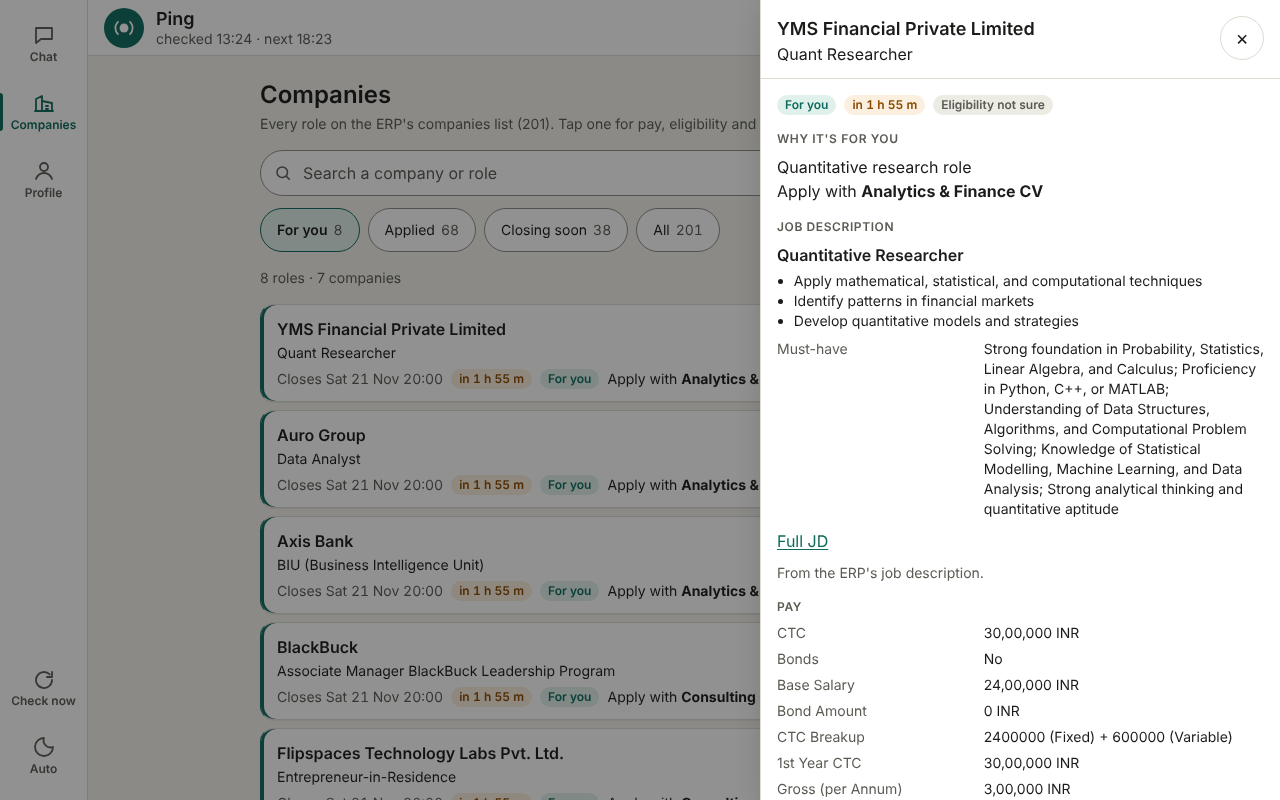 Chat
Companies
Profile
Check now
Auto
Ping
checked 13:24 · next 18:23
Companies
Every role on the ERP's companies list (201). Tap one for pay, eligibility and
Search a company or role
For you 8
Applied 68
Closing soon 38
All 201
8 roles · 7 companies
YMS Financial Private Limited
Quant Researcher
Closes Sat 21 Nov 20:00 in 1 h 55 m For you Apply with Analytics &
Auro Group
Data Analyst
Closes Sat 21 Nov 20:00 in 1 h 55 m For you Apply with Analytics &
Axis Bank
BIU (Business Intelligence Unit)
Closes Sat 21 Nov 20:00 in 1 h 55 m For you Apply with Analytics &
BlackBuck
Associate Manager BlackBuck Leadership Program
Closes Sat 21 Nov 20:00 in 1 h 55 m For you Apply with Consulting
Flipspaces Technology Labs Pvt. Ltd.
Entrepreneur-in-Residence
YMS Financial Private Limited
Quant Researcher
×
For you in 1 h 55 m Eligibility not sure
WHY IT'S FOR YOU
Quantitative research role
Apply with Analytics & Finance CV
JOB DESCRIPTION
Quantitative Researcher
• Apply mathematical, statistical, and computational techniques
• Identify patterns in financial markets
• Develop quantitative models and strategies
Must-have Strong foundation in Probability, Statistics,
Linear Algebra, and Calculus; Proficiency
in Python, C++, or MATLAB;
Understanding of Data Structures,
Algorithms, and Computational Problem
Solving; Knowledge of Statistical
Modelling, Machine Learning, and Data
Analysis; Strong analytical thinking and
quantitative aptitude
Full JD
From the ERP's job description.
PAY
CTC 30,00,000 INR
Bonds No
Base Salary 24,00,000 INR
Bond Amount 0 INR
CTC Breakup 2400000 (Fixed) + 600000 (Variable)
1st Year CTC 30,00,000 INR
Gross (per Annum) 3,00,000 INR